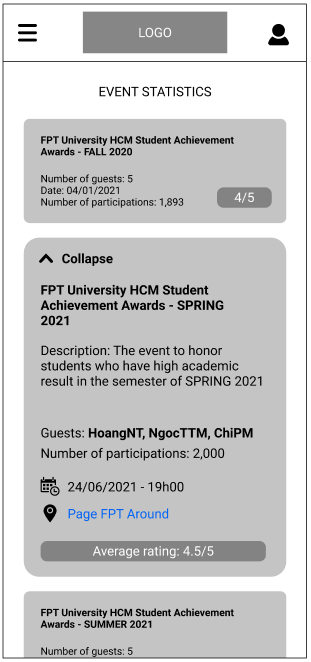 LOGO
EVENT STATISTICS
FPT University HCM Student Achievement
Awards - FALL 2020
Number of guests: 5
Date: 04/01/2021
Number of participations: 1,893
4/5
Collapse
FPT University HCM Student
Achievement Awards - SPRING
2021
Description: The event to honor
students who have high academic
result in the semester of SPRING 2021
Guests: HoangNT, NgocTTM, ChiPM
Number of participations: 2,000
24/06/2021 - 19h00
Page FPT Around
Average rating: 4.5/5
FPT University HCM Student Achievement
Awards - SUMMER 2021
Number of guests: 5